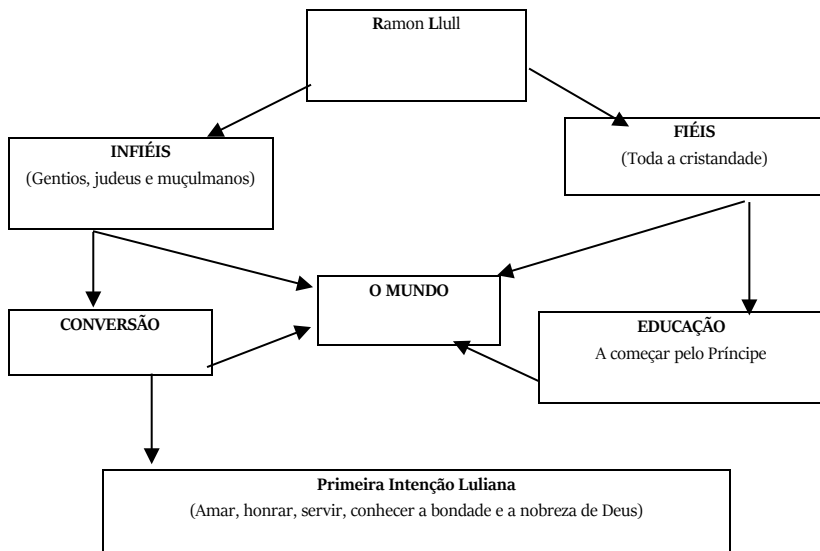 Ramon Llull
INFIÉIS
(Gentios, judeus e muçulmanos)
FIÉIS
(Toda a cristandade)
O MUNDO
CONVERSÃO
EDUCAÇÃO
A começar pelo Príncipe
Primeira Intenção Luliana
(Amar, honrar, servir, conhecer a bondade e a nobreza de Deus)